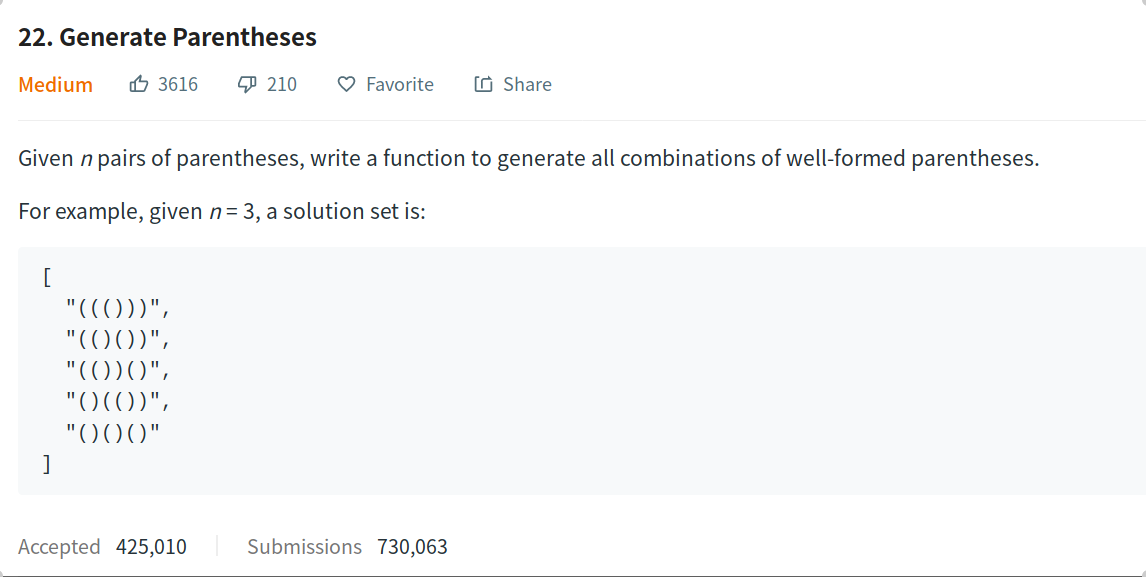 22. Generate Parentheses
Medium 3616 210 Favorite Share
Given n pairs of parentheses, write a function to generate all combinations of well-formed parentheses.
For example, given n = 3, a solution set is:
[
  "((()))",
  "(()())",
  "(())()",
  "()(())",
  "()()()"
]
Accepted 425,010 Submissions 730,063